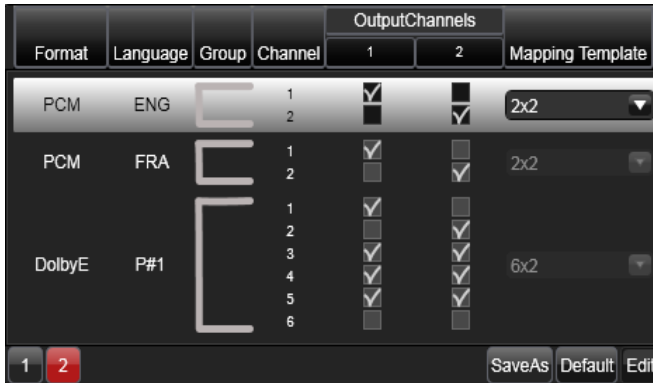 OutputChannels
Format Language Group Channel 1 2 Mapping Template
PCM ENG 1 2x2
2
PCM FRA 1 2x2
2
DolbyE P#1 1 6x2
2
3
4
5
6
1 2 SaveAs Default Edit